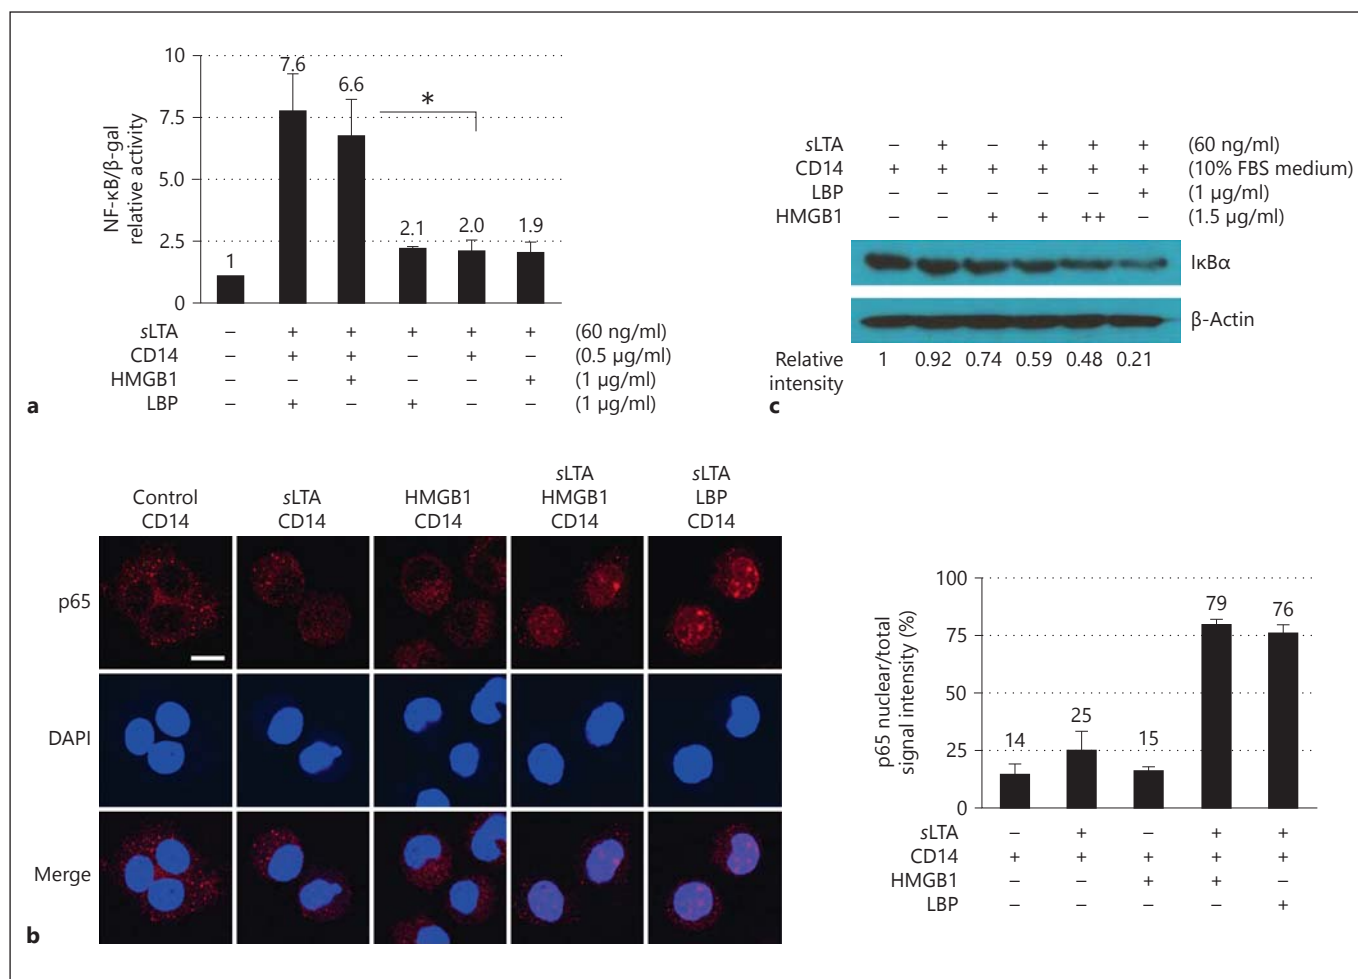 10
7.5
5.0
2.5
0
NF-κB/β-gal
relative activity
1
7.6
6.6
2.1
2.0
1.9
*
sLTA – + + + + + (60 ng/ml)
CD14 – + + – + – (0.5 µg/ml)
HMGB1 – – + – – + (1 µg/ml)
LBP – + – + – – (1 µg/ml)
a
sLTA – + – + + + (60 ng/ml)
CD14 + + + + + + (10% FBS medium)
LBP – – – – – + (1 µg/ml)
HMGB1 – – + + ++ – (1.5 µg/ml)
IκBα
β-Actin
Relative
intensity
1 0.92 0.74 0.59 0.48 0.21
c
Control
CD14
sLTA
CD14
HMGB1
CD14
sLTA
HMGB1
CD14
sLTA
LBP
CD14
p65
DAPI
Merge
b
p65 nuclear/total
signal intensity (%)
100
75
50
25
0
14
25
15
79
76
sLTA – + – + +
CD14 + + + + +
HMGB1 – – + + –
LBP – – – – +